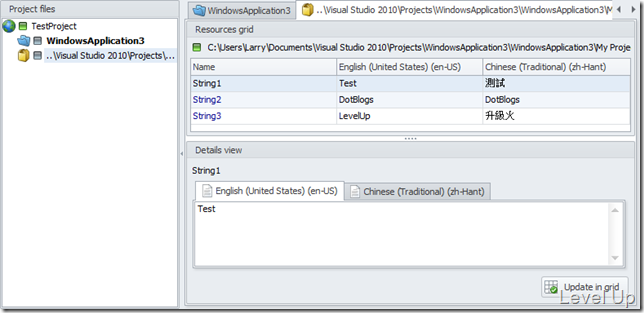 Project files
TestProject
WindowsApplication3
..\Visual Studio 2010\Projects\...
WindowsApplication3
..\Visual Studio 2010\Projects\WindowsApplication3\WindowsApplication3\M
Resources grid
C:\Users\Larry\Documents\Visual Studio 2010\Projects\WindowsApplication3\WindowsApplication3\My Proje
Name English (United States) (en-US) Chinese (Traditional) (zh-Hant)
String1 Test 測試
String2 DotBlogs DotBlogs
String3 LevelUp 升級火
Details view
String1
English (United States) (en-US) Chinese (Traditional) (zh-Hant)
Test
Update in grid
Level Up